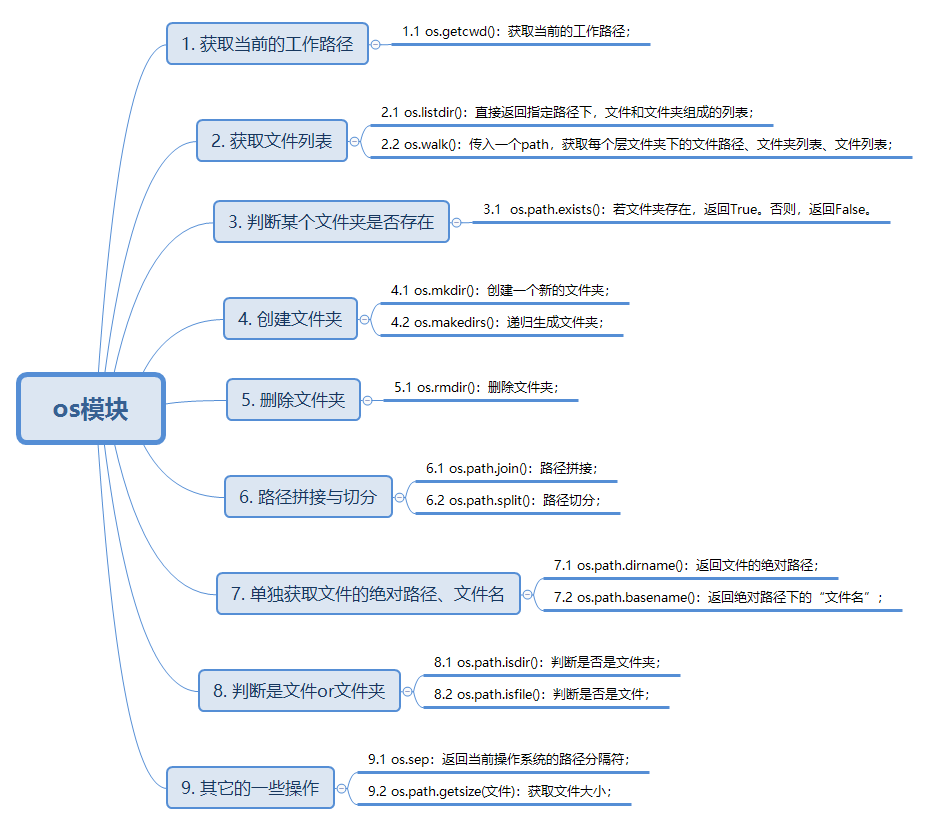 os模块
1. 获取当前的工作路径
1.1 os.getcwd()：获取当前的工作路径；
2. 获取文件列表
2.1 os.listdir()：直接返回指定路径下，文件和文件夹组成的列表；
2.2 os.walk()：传入一个path，获取每个层文件夹下的文件路径、文件夹列表、文件列表；
3. 判断某个文件夹是否存在
3.1 os.path.exists()：若文件夹存在，返回True。否则，返回False。
4. 创建文件夹
4.1 os.mkdir()：创建一个新的文件夹；
4.2 os.makedirs()：递归生成文件夹；
5. 删除文件夹
5.1 os.rmdir()：删除文件夹；
6. 路径拼接与切分
6.1 os.path.join()：路径拼接；
6.2 os.path.split()：路径切分；
7. 单独获取文件的绝对路径、文件名
7.1 os.path.dirname()：返回文件的绝对路径；
7.2 os.path.basename()：返回绝对路径下的“文件名”；
8. 判断是文件or文件夹
8.1 os.path.isdir()：判断是否是文件夹；
8.2 os.path.isfile()：判断是否是文件；
9. 其它的一些操作
9.1 os.sep：返回当前操作系统的路径分隔符；
9.2 os.path.getsize(文件)：获取文件大小；